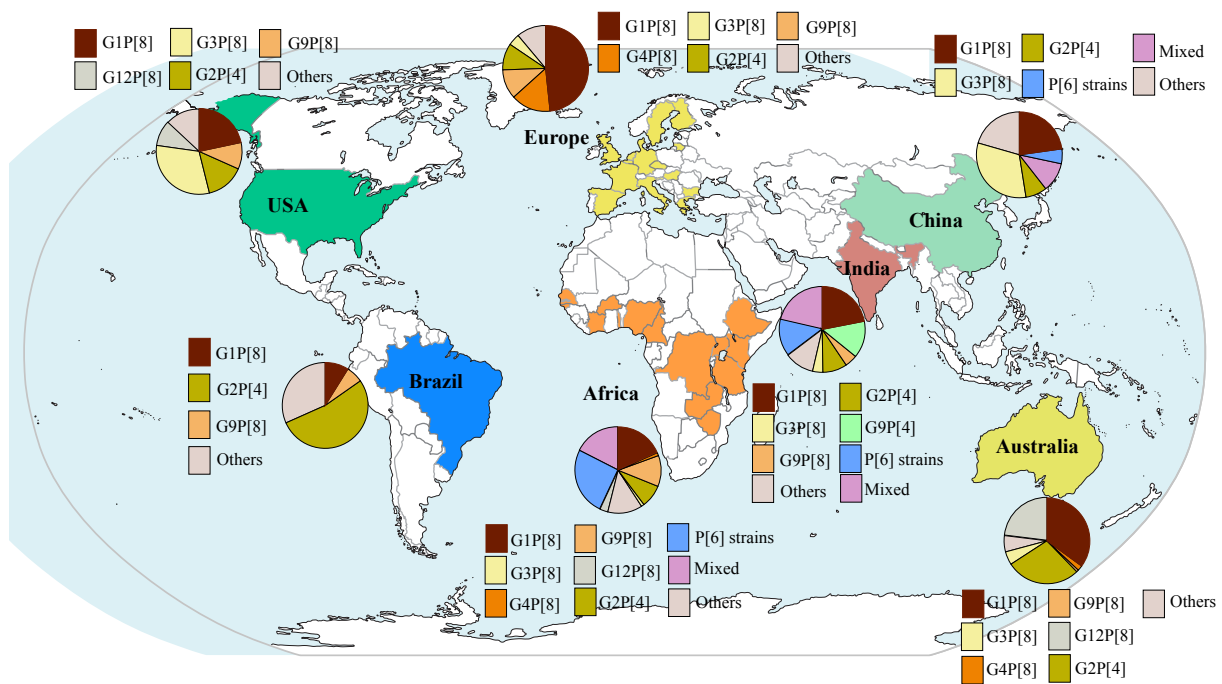 G1P[8] G3P[8] G9P[8]
G12P[8] G2P[4] Others
G1P[8] G3P[8] G9P[8]
G4P[8] G2P[4] Others
G1P[8] G2P[4] Mixed
G3P[8] P[6] strains Others
Europe
USA
China
India
G1P[8]
G2P[4]
G9P[8]
Others
Brazil
Africa
G1P[8] G2P[4]
G3P[8] G9P[4]
G9P[8] P[6] strains
Others Mixed
Australia
G1P[8] G9P[8] P[6] strains
G3P[8] G12P[8] Mixed
G4P[8] G2P[4] Others
G1P[8] G9P[8] Others
G3P[8] G12P[8]
G4P[8] G2P[4]